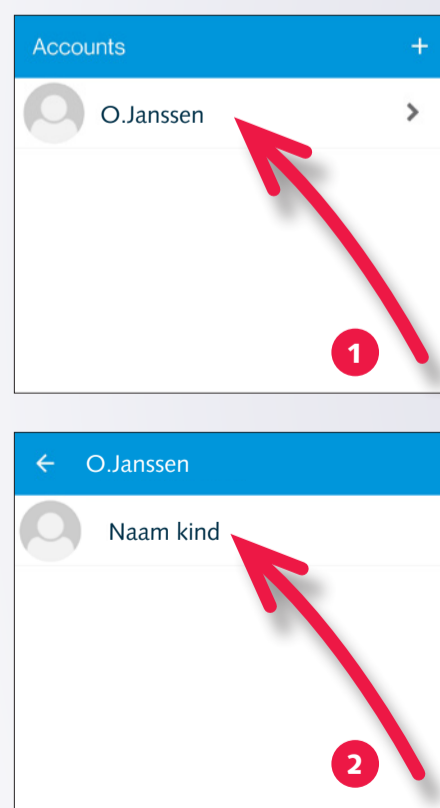 Accounts +
O.Janssen >
1
← O.Janssen
Naam kind
2